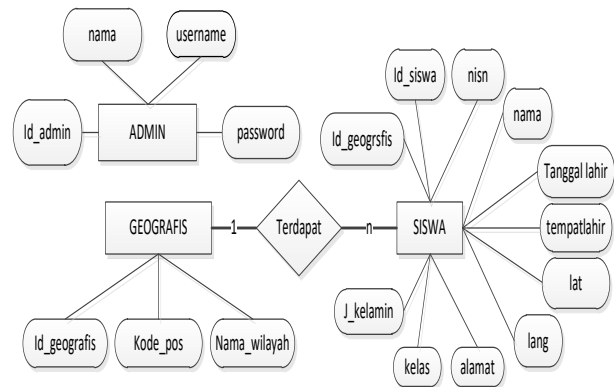 nama
username
Id_admin
ADMIN
password
Id_siswa
nisn
nama
Id_geogrsfis
Tanggal lahir
tempatlahir
lat
lang
GEOGRAFIS
1
Terdapat
n
SISWA
J_kelamin
kelas
alamat
Id_geografis
Kode_pos
Nama_wilayah